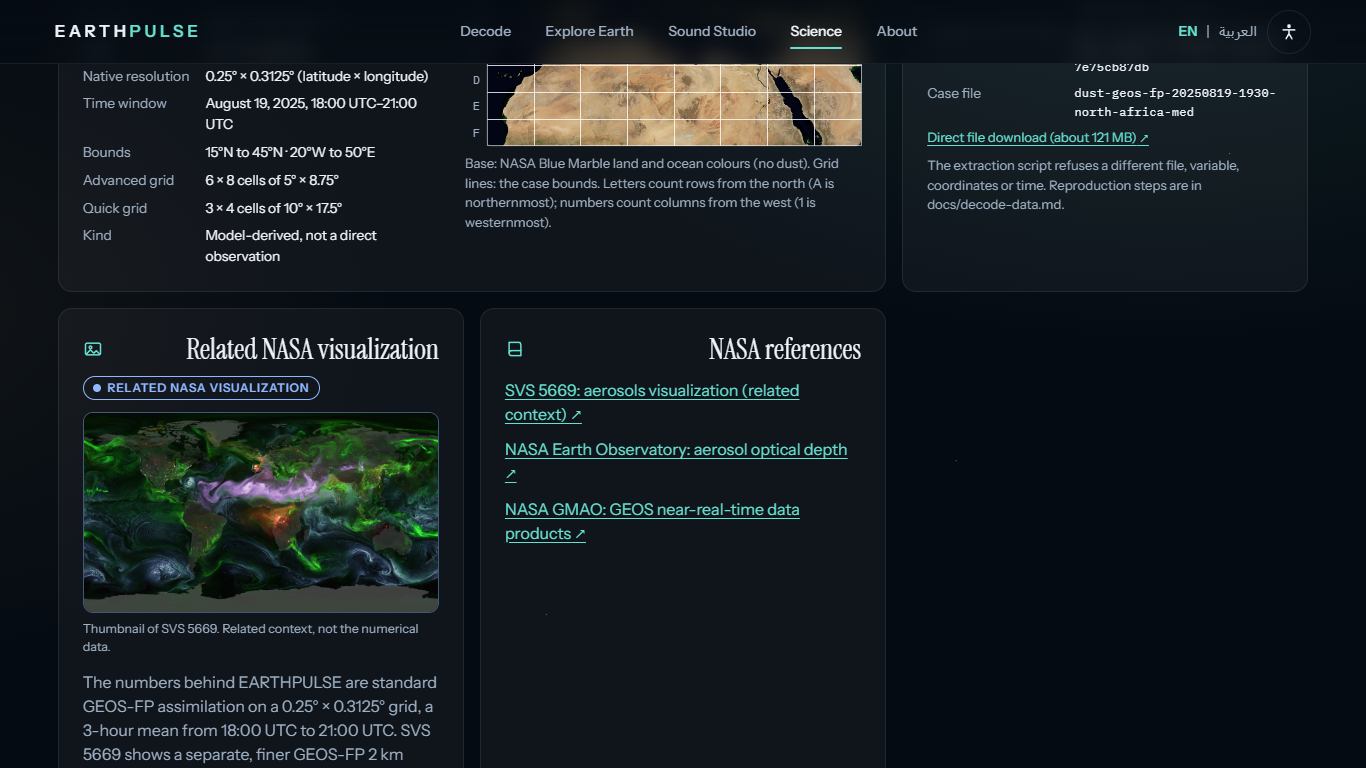 EARTHPULSE
Decode
Explore Earth
Sound Studio
Science
About
EN | العربية
Native resolution 0.25° × 0.3125° (latitude × longitude)
Time window August 19, 2025, 18:00 UTC–21:00
UTC
Bounds 15°N to 45°N · 20°W to 50°E
Advanced grid 6 × 8 cells of 5° × 8.75°
Quick grid 3 × 4 cells of 10° × 17.5°
Kind Model-derived, not a direct
observation
D
E
F
Base: NASA Blue Marble land and ocean colours (no dust). Grid
lines: the case bounds. Letters count rows from the north (A is
northernmost); numbers count columns from the west (1 is
westernmost).
7e75cb87db
Case file dust-geos-fp-20250819-1930-
north-africa-med
Direct file download (about 121 MB) ↗
The extraction script refuses a different file, variable,
coordinates or time. Reproduction steps are in
docs/decode-data.md.
Related NASA visualization
RELATED NASA VISUALIZATION
Thumbnail of SVS 5669. Related context, not the numerical
data.
The numbers behind EARTHPULSE are standard
GEOS-FP assimilation on a 0.25° × 0.3125° grid, a
3-hour mean from 18:00 UTC to 21:00 UTC. SVS
5669 shows a separate, finer GEOS-FP 2 km
NASA references
SVS 5669: aerosols visualization (related
context) ↗
NASA Earth Observatory: aerosol optical depth
↗
NASA GMAO: GEOS near-real-time data
products ↗